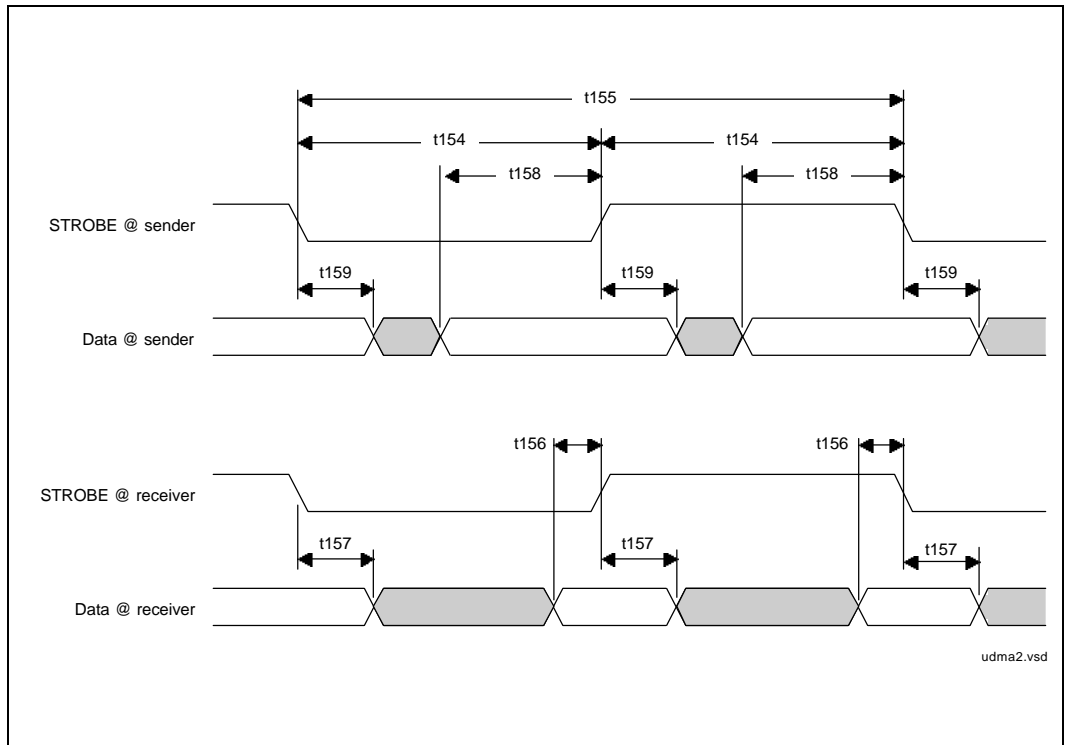 t155
t154 t154
t158 t158
STROBE @ sender
t159 t159 t159
Data @ sender
t156 t156
STROBE @ receiver
t157 t157 t157
Data @ receiver
udma2.vsd